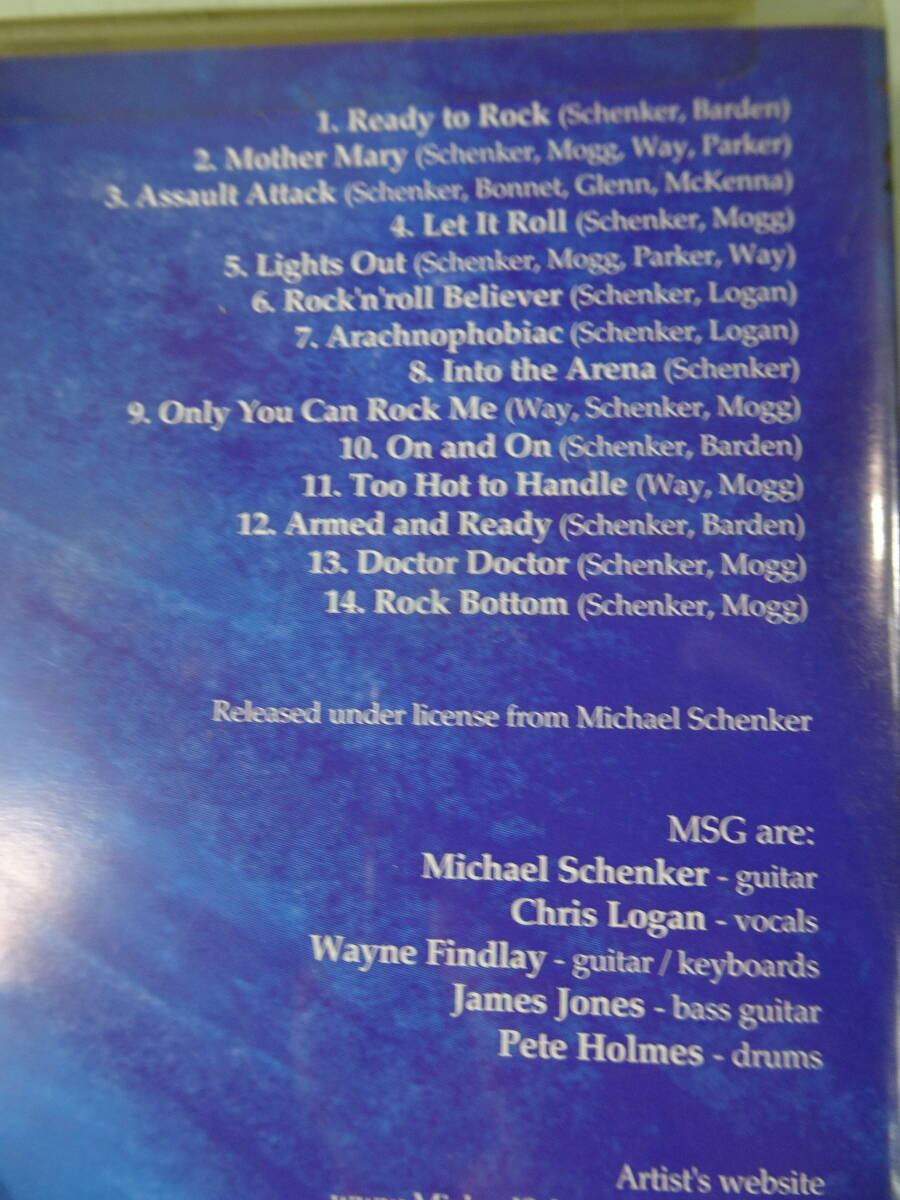 1. Ready to Rock (Schenker, Barden)
2. Mother Mary (Schenker, Mogg, Way, Parker)
3. Assault Attack (Schenker, Bonnet, Glenn, McKenna)
4. Let It Roll (Schenker, Mogg)
5. Lights Out (Schenker, Mogg, Parker, Way)
6. Rock'n'roll Believer (Schenker, Logan)
7. Arachnophobiac (Schenker, Logan)
8. Into the Arena (Schenker)
9. Only You Can Rock Me (Way, Schenker, Mogg)
10. On and On (Schenker, Barden)
11. Too Hot to Handle (Way, Mogg)
12. Armed and Ready (Schenker, Barden)
13. Doctor Doctor (Schenker, Mogg)
14. Rock Bottom (Schenker, Mogg)
Released under license from Michael Schenker
MSG are:
Michael Schenker - guitar
Chris Logan - vocals
Wayne Findlay - guitar / keyboards
James Jones - bass guitar
Pete Holmes - drums
Artist's website